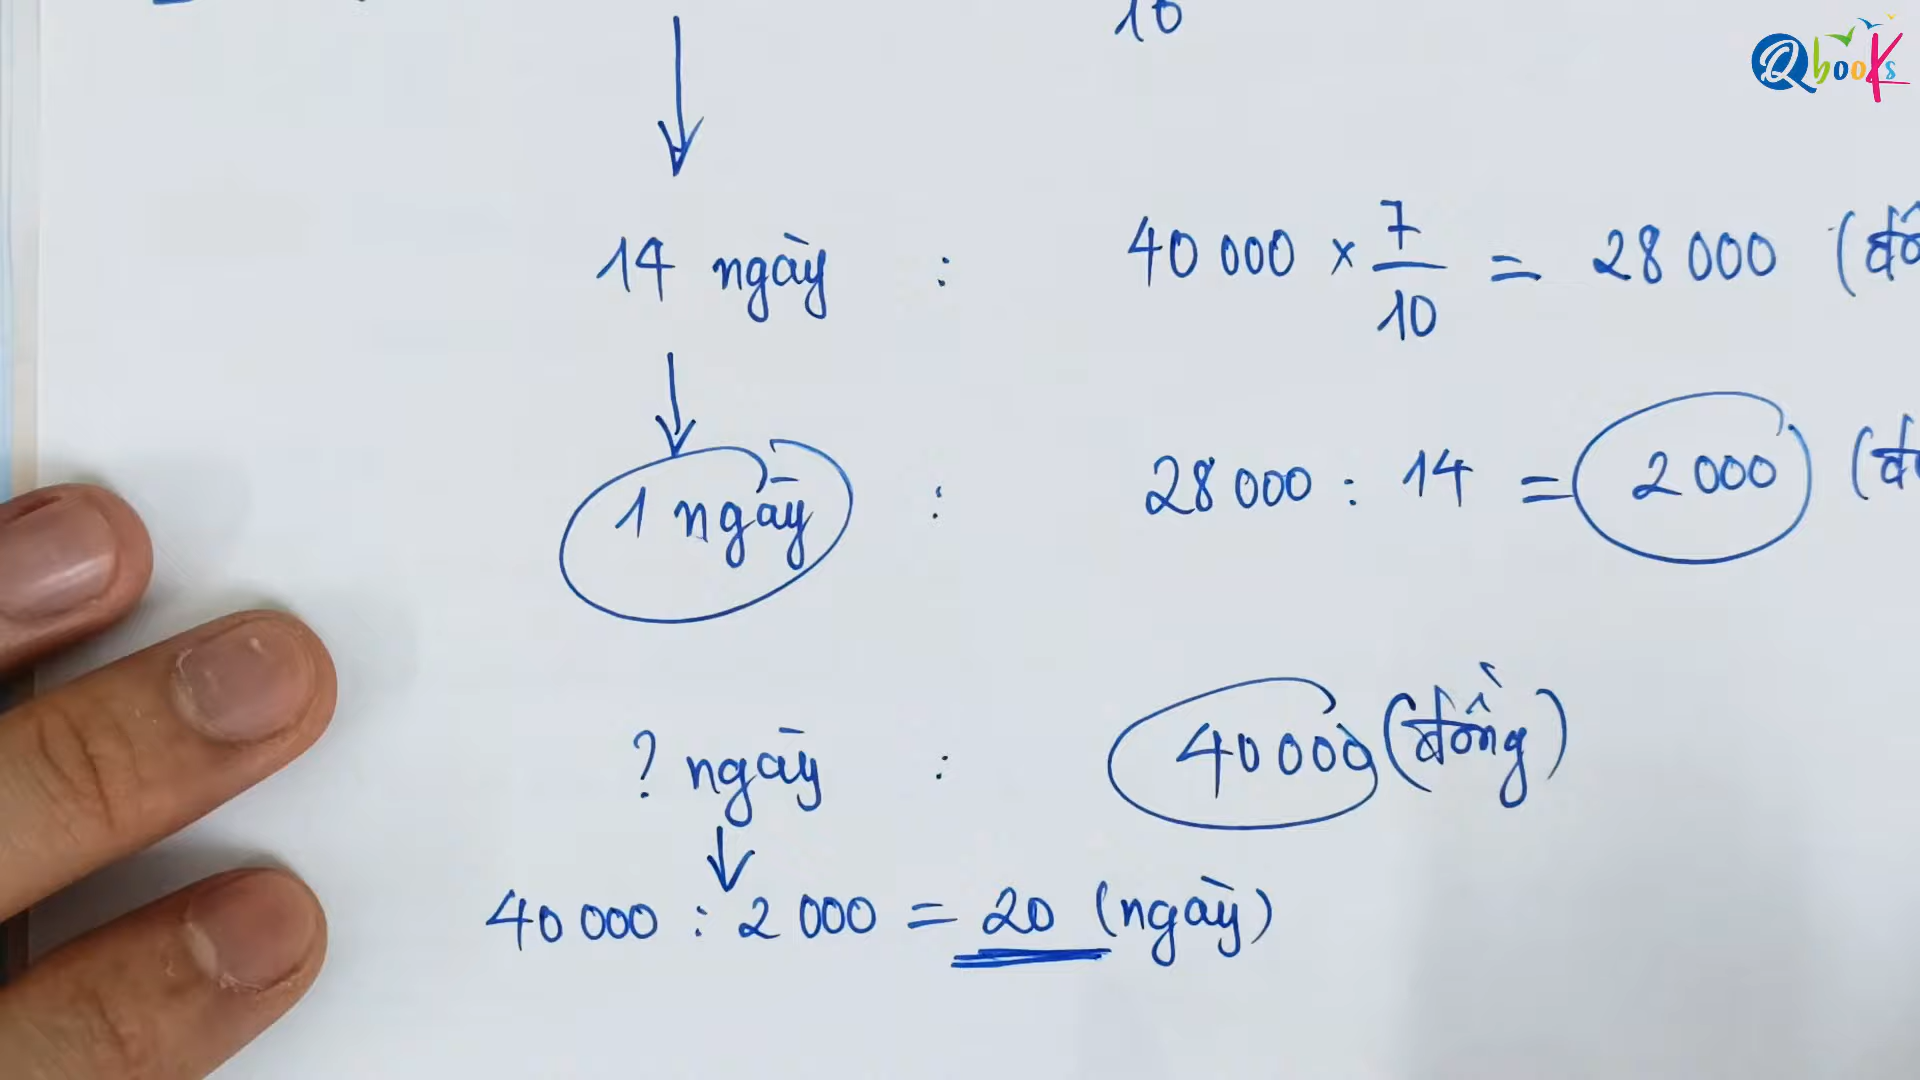 10
Qbooks
14 ngày : 40 000 × 7/10 = 28 000 (đồ
1 ngày : 28 000 : 14 = 2 000 (đ
? ngày : 40 000 (đồng)
40 000 : 2 000 = 20 (ngày)